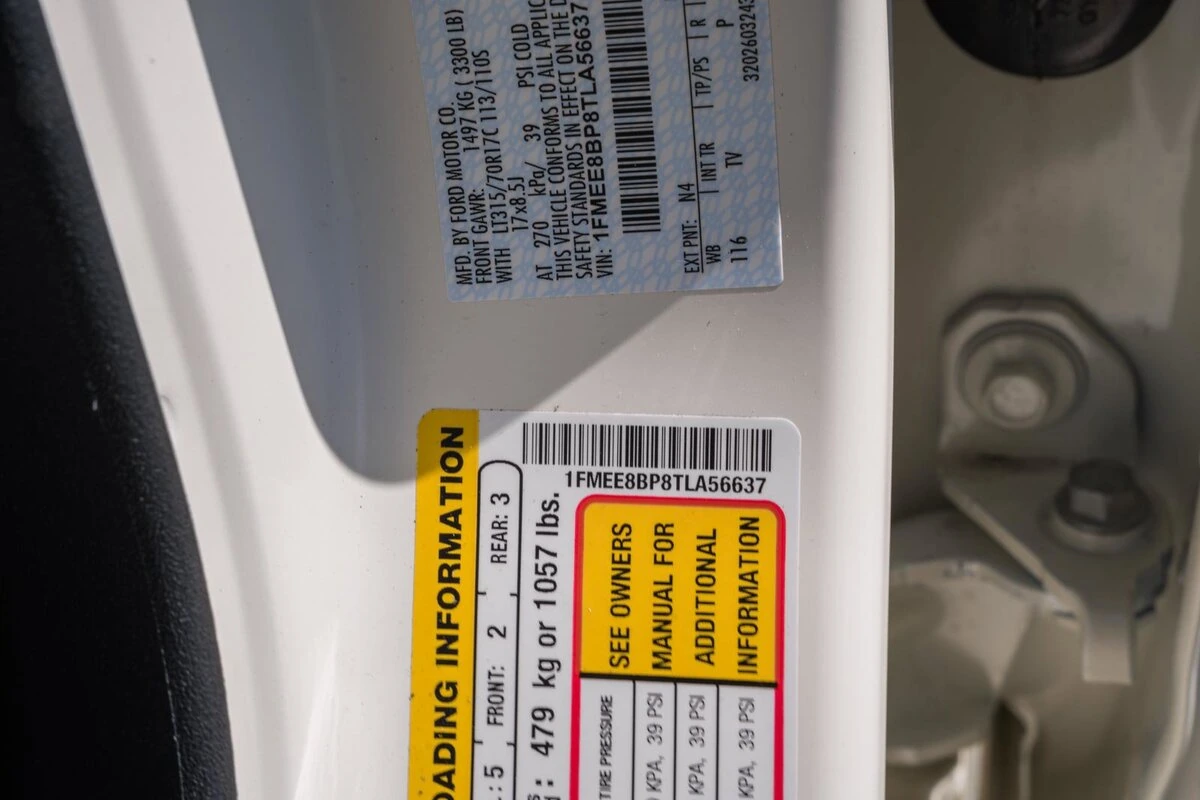 MFD. BY FORD MOTOR CO.
FRONT GAWR: 1497 KG ( 3300 LB)
WITH LT315/70R17C 113/110S
17x8.5J
AT 270 kPa/ 39 PSI COLD
THIS VEHICLE CONFORMS TO ALL
SAFETY STANDARDS IN EFFECT ON THE
VIN: 1FMEE8BP8TLA56637
EXT PNT: N4
WB INT TR TP/PS R
116 TV P
320260324
1FMEE8BP8TLA56637
INFORMATION
: 5 FRONT: 2 REAR: 3
: 479 kg or 1057 lbs.
TIRE PRESSURE
KPA, 39 PSI
KPA, 39 PSI
KPA, 39 PSI
SEE OWNERS
MANUAL FOR
ADDITIONAL
INFORMATION